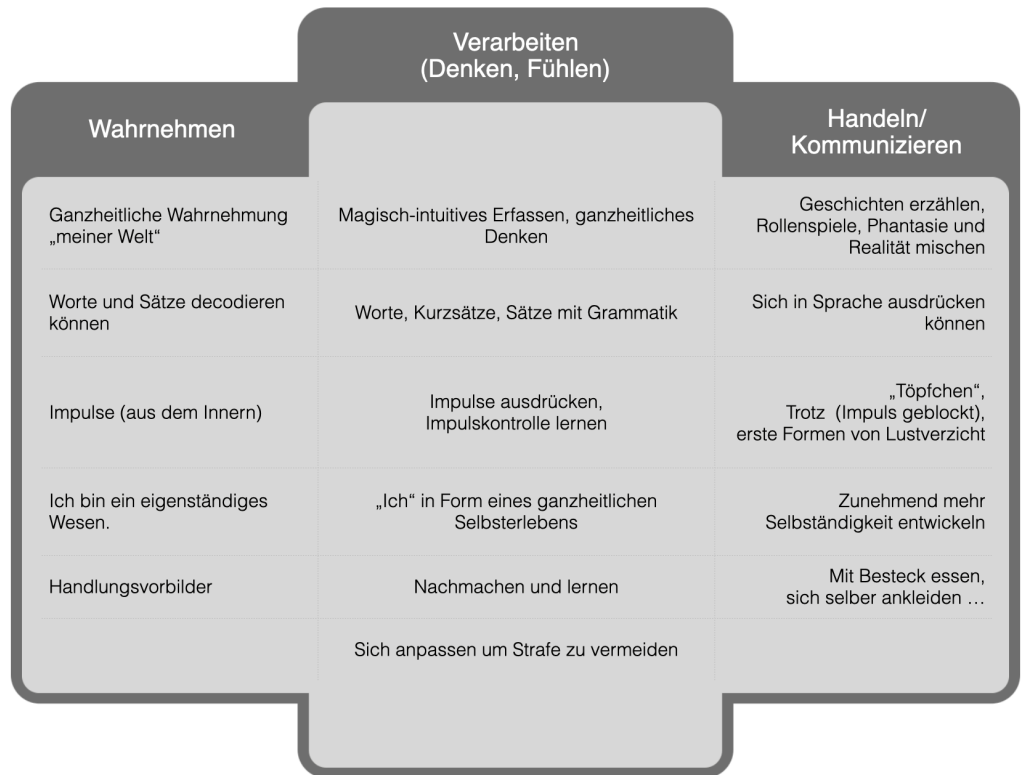 Verarbeiten
(Denken, Fühlen)
Wahrnehmen
Handeln/
Kommunizieren
Ganzheitliche Wahrnehmung
„meiner Welt“
Magisch-intuitives Erfassen, ganzheitliches
Denken
Geschichten erzählen,
Rollenspiele, Phantasie und
Realität mischen
Worte und Sätze decodieren
können
Worte, Kurzsätze, Sätze mit Grammatik
Sich in Sprache ausdrücken
können
Impulse (aus dem Innern)
Impulse ausdrücken,
Impulskontrolle lernen
„Töpfchen“,
Trotz  (Impuls geblockt),
erste Formen von Lustverzicht
Ich bin ein eigenständiges
Wesen.
„Ich“ in Form eines ganzheitlichen
Selbsterlebens
Zunehmend mehr
Selbständigkeit entwickeln
Handlungsvorbilder
Nachmachen und lernen
Mit Besteck essen,
sich selber ankleiden …
Sich anpassen um Strafe zu vermeiden